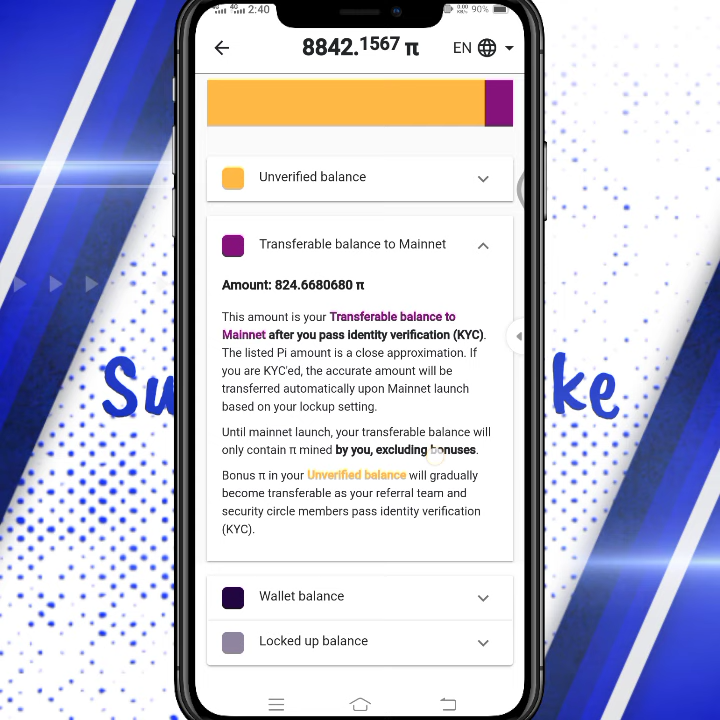 2:40
90%
8842.1567 π
EN
Unverified balance
Transferable balance to Mainnet
Amount: 824.6680680 π
This amount is your Transferable balance to
Mainnet after you pass identity verification (KYC).
The listed Pi amount is a close approximation. If
you are KYC'ed, the accurate amount will be
transferred automatically upon Mainnet launch
based on your lockup setting.
Until mainnet launch, your transferable balance will
only contain π mined by you, excluding bonuses.
Bonus π in your Unverified balance will gradually
become transferable as your referral team and
security circle members pass identity verification
(KYC).
Wallet balance
Locked up balance